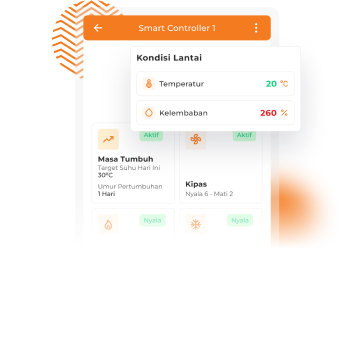 Smart Controller 1
Kondisi Lantai
Temperatur 20 °C
Kelembaban 260 %
Aktif
Aktif
Masa Tumbuh
Target Suhu Hari Ini
30°C
Umur Pertumbuhan
1 Hari
Kipas
Nyala 6 - Mati 2
Nyala
Nyala